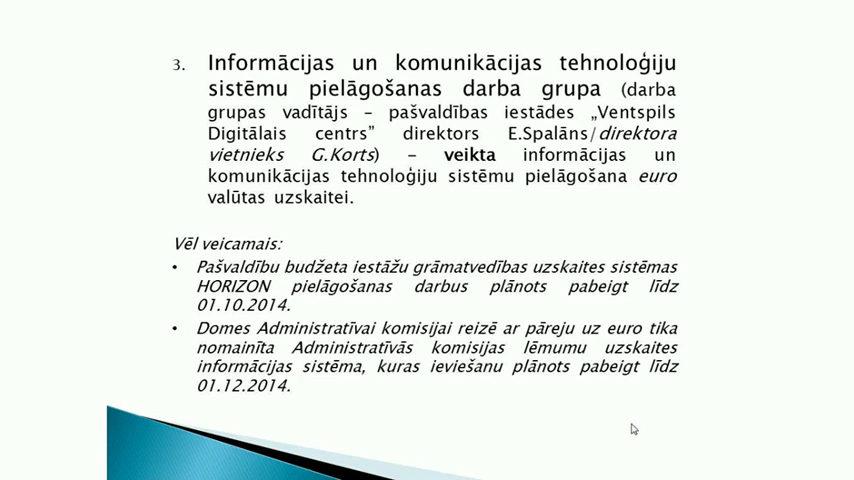 3. Informācijas un komunikācijas tehnoloģiju
sistēmu pielāgošanas darba grupa (darba
grupas vadītājs – pašvaldības iestādes „Ventspils
Digitālais centrs” direktors E.Spalāns/direktora
vietnieks G.Korts) – veikta informācijas un
komunikācijas tehnoloģiju sistēmu pielāgošana euro
valūtas uzskaitei.
Vēl veicamais:
• Pašvaldību budžeta iestāžu grāmatvedības uzskaites sistēmas
HORIZON pielāgošanas darbus plānots pabeigt līdz
01.10.2014.
• Domes Administratīvai komisijai reizē ar pāreju uz euro tika
nomainīta Administratīvās komisijas lēmumu uzskaites
informācijas sistēma, kuras ieviešanu plānots pabeigt līdz
01.12.2014.